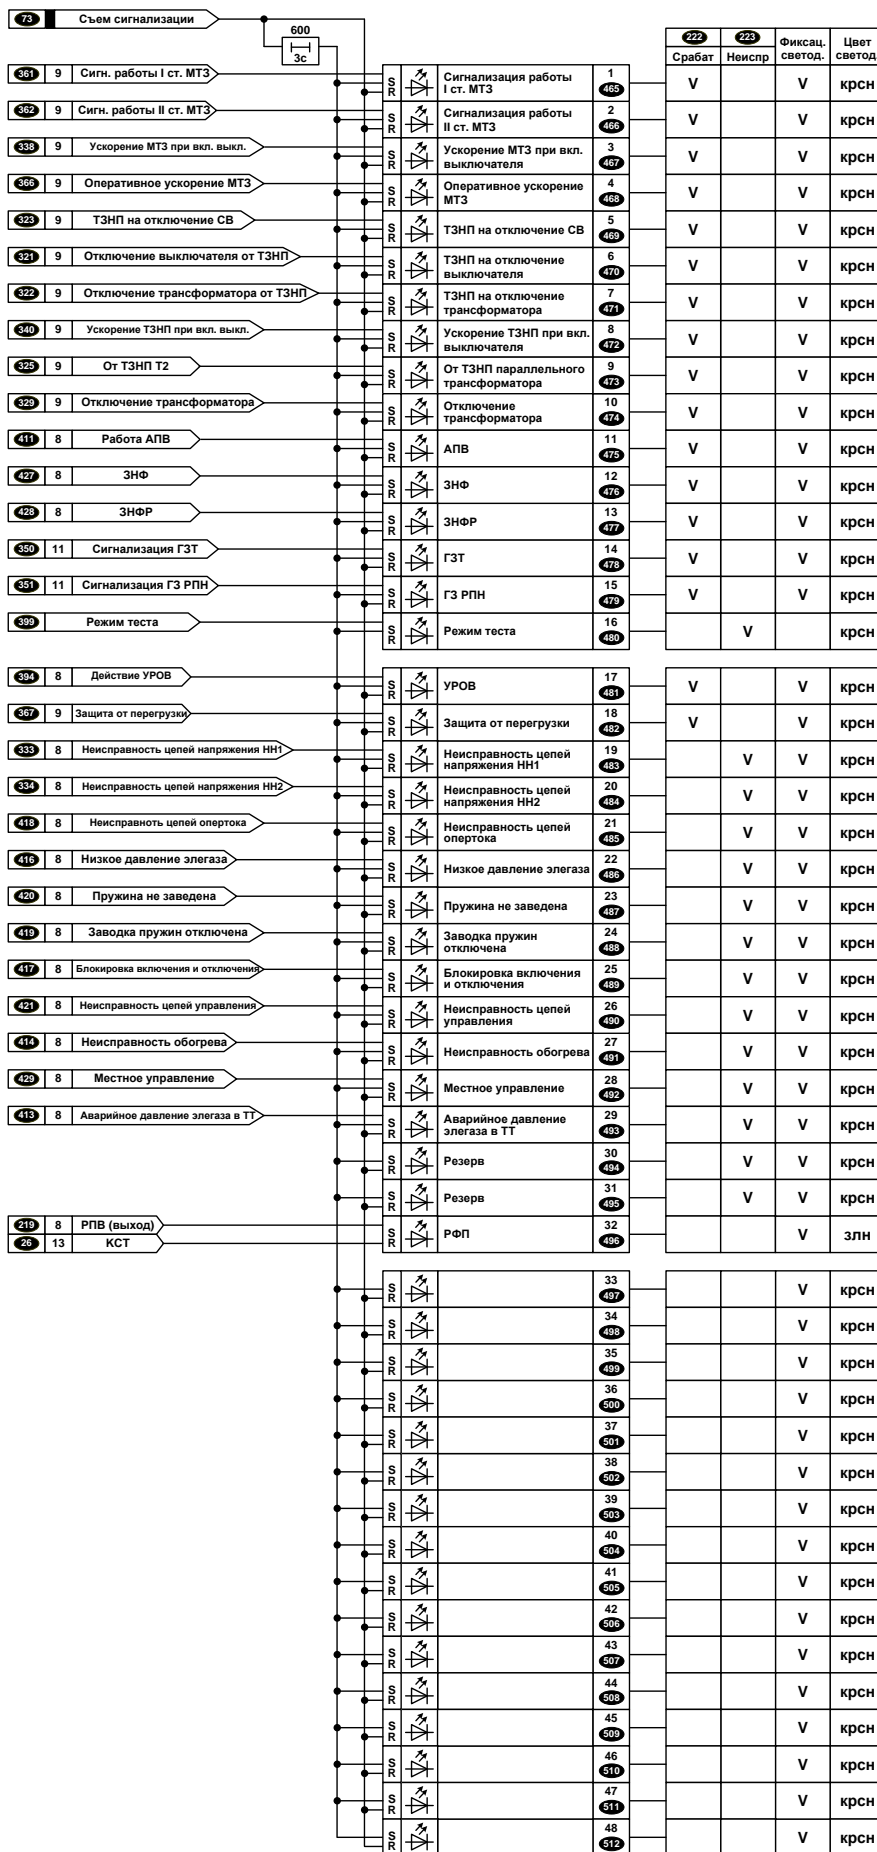 73 Съем сигнализации
600
3с
222 223 Фиксац. светод. Цвет светод.
Срабат Неиспр
361 9 Сигн. работы I ст. МТЗ S R Сигнализация работы I ст. МТЗ 1 465 V V крсн
362 9 Сигн. работы II ст. МТЗ S R Сигнализация работы II ст. МТЗ 2 466 V V крсн
338 9 Ускорение МТЗ при вкл. выкл. S R Ускорение МТЗ при вкл. выключателя 3 467 V V крсн
366 9 Оперативное ускорение МТЗ S R Оперативное ускорение МТЗ 4 468 V V крсн
323 9 ТЗНП на отключение СВ S R ТЗНП на отключение СВ 5 469 V V крсн
321 9 Отключение выключателя от ТЗНП S R ТЗНП на отключение выключателя 6 470 V V крсн
322 9 Отключение трансформатора от ТЗНП S R ТЗНП на отключение трансформатора 7 471 V V крсн
340 9 Ускорение ТЗНП при вкл. выкл. S R Ускорение ТЗНП при вкл. выключателя 8 472 V V крсн
325 9 От ТЗНП Т2 S R От ТЗНП параллельного трансформатора 9 473 V V крсн
329 9 Отключение трансформатора S R Отключение трансформатора 10 474 V V крсн
411 8 Работа АПВ S R АПВ 11 475 V V крсн
427 8 ЗНФ S R ЗНФ 12 476 V V крсн
428 8 ЗНФР S R ЗНФР 13 477 V V крсн
350 11 Сигнализация ГЗТ S R ГЗТ 14 478 V V крсн
351 11 Сигнализация ГЗ РПН S R ГЗ РПН 15 479 V V крсн
399 Режим теста S R Режим теста 16 480 V крсн
394 8 Действие УРОВ S R УРОВ 17 481 V V крсн
367 9 Защита от перегрузки S R Защита от перегрузки 18 482 V V крсн
333 8 Неисправность цепей напряжения НН1 S R Неисправность цепей напряжения НН1 19 483 V V крсн
334 8 Неисправность цепей напряжения НН2 S R Неисправность цепей напряжения НН2 20 484 V V крсн
418 8 Неисправноть цепей опертока S R Неисправность цепей опертока 21 485 V V крсн
416 8 Низкое давление элегаза S R Низкое давление элегаза 22 486 V V крсн
420 8 Пружина не заведена S R Пружина не заведена 23 487 V V крсн
419 8 Заводка пружин отключена S R Заводка пружин отключена 24 488 V V крсн
417 8 Блокировка включения и отключения S R Блокировка включения и отключения 25 489 V V крсн
421 8 Неисправность цепей управления S R Неисправность цепей управления 26 490 V V крсн
414 8 Неисправность обогрева S R Неисправность обогрева 27 491 V V крсн
429 8 Местное управление S R Местное управление 28 492 V V крсн
413 8 Аварийное давление элегаза в ТТ S R Аварийное давление элегаза в ТТ 29 493 V V крсн
S R Резерв 30 494 V V крсн
S R Резерв 31 495 V V крсн
219 8 РПВ (выход) S R РФП 32 496 V злн
26 13 КСТ
S R 33 497 V крсн
S R 34 498 V крсн
S R 35 499 V крсн
S R 36 500 V крсн
S R 37 501 V крсн
S R 38 502 V крсн
S R 39 503 V крсн
S R 40 504 V крсн
S R 41 505 V крсн
S R 42 506 V крсн
S R 43 507 V крсн
S R 44 508 V крсн
S R 45 509 V крсн
S R 46 510 V крсн
S R 47 511 V крсн
S R 48 512 V крсн